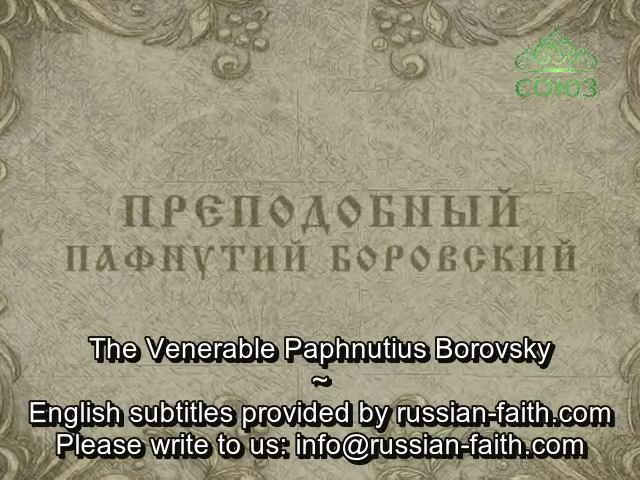 СОЮЗ
ПРЕПОДОБНЫЙ
ПАФНУТИЙ БОРОВСКИЙ
The Venerable Paphnutius Borovsky
~
English subtitles provided by russian-faith.com
Please write to us: info@russian-faith.com